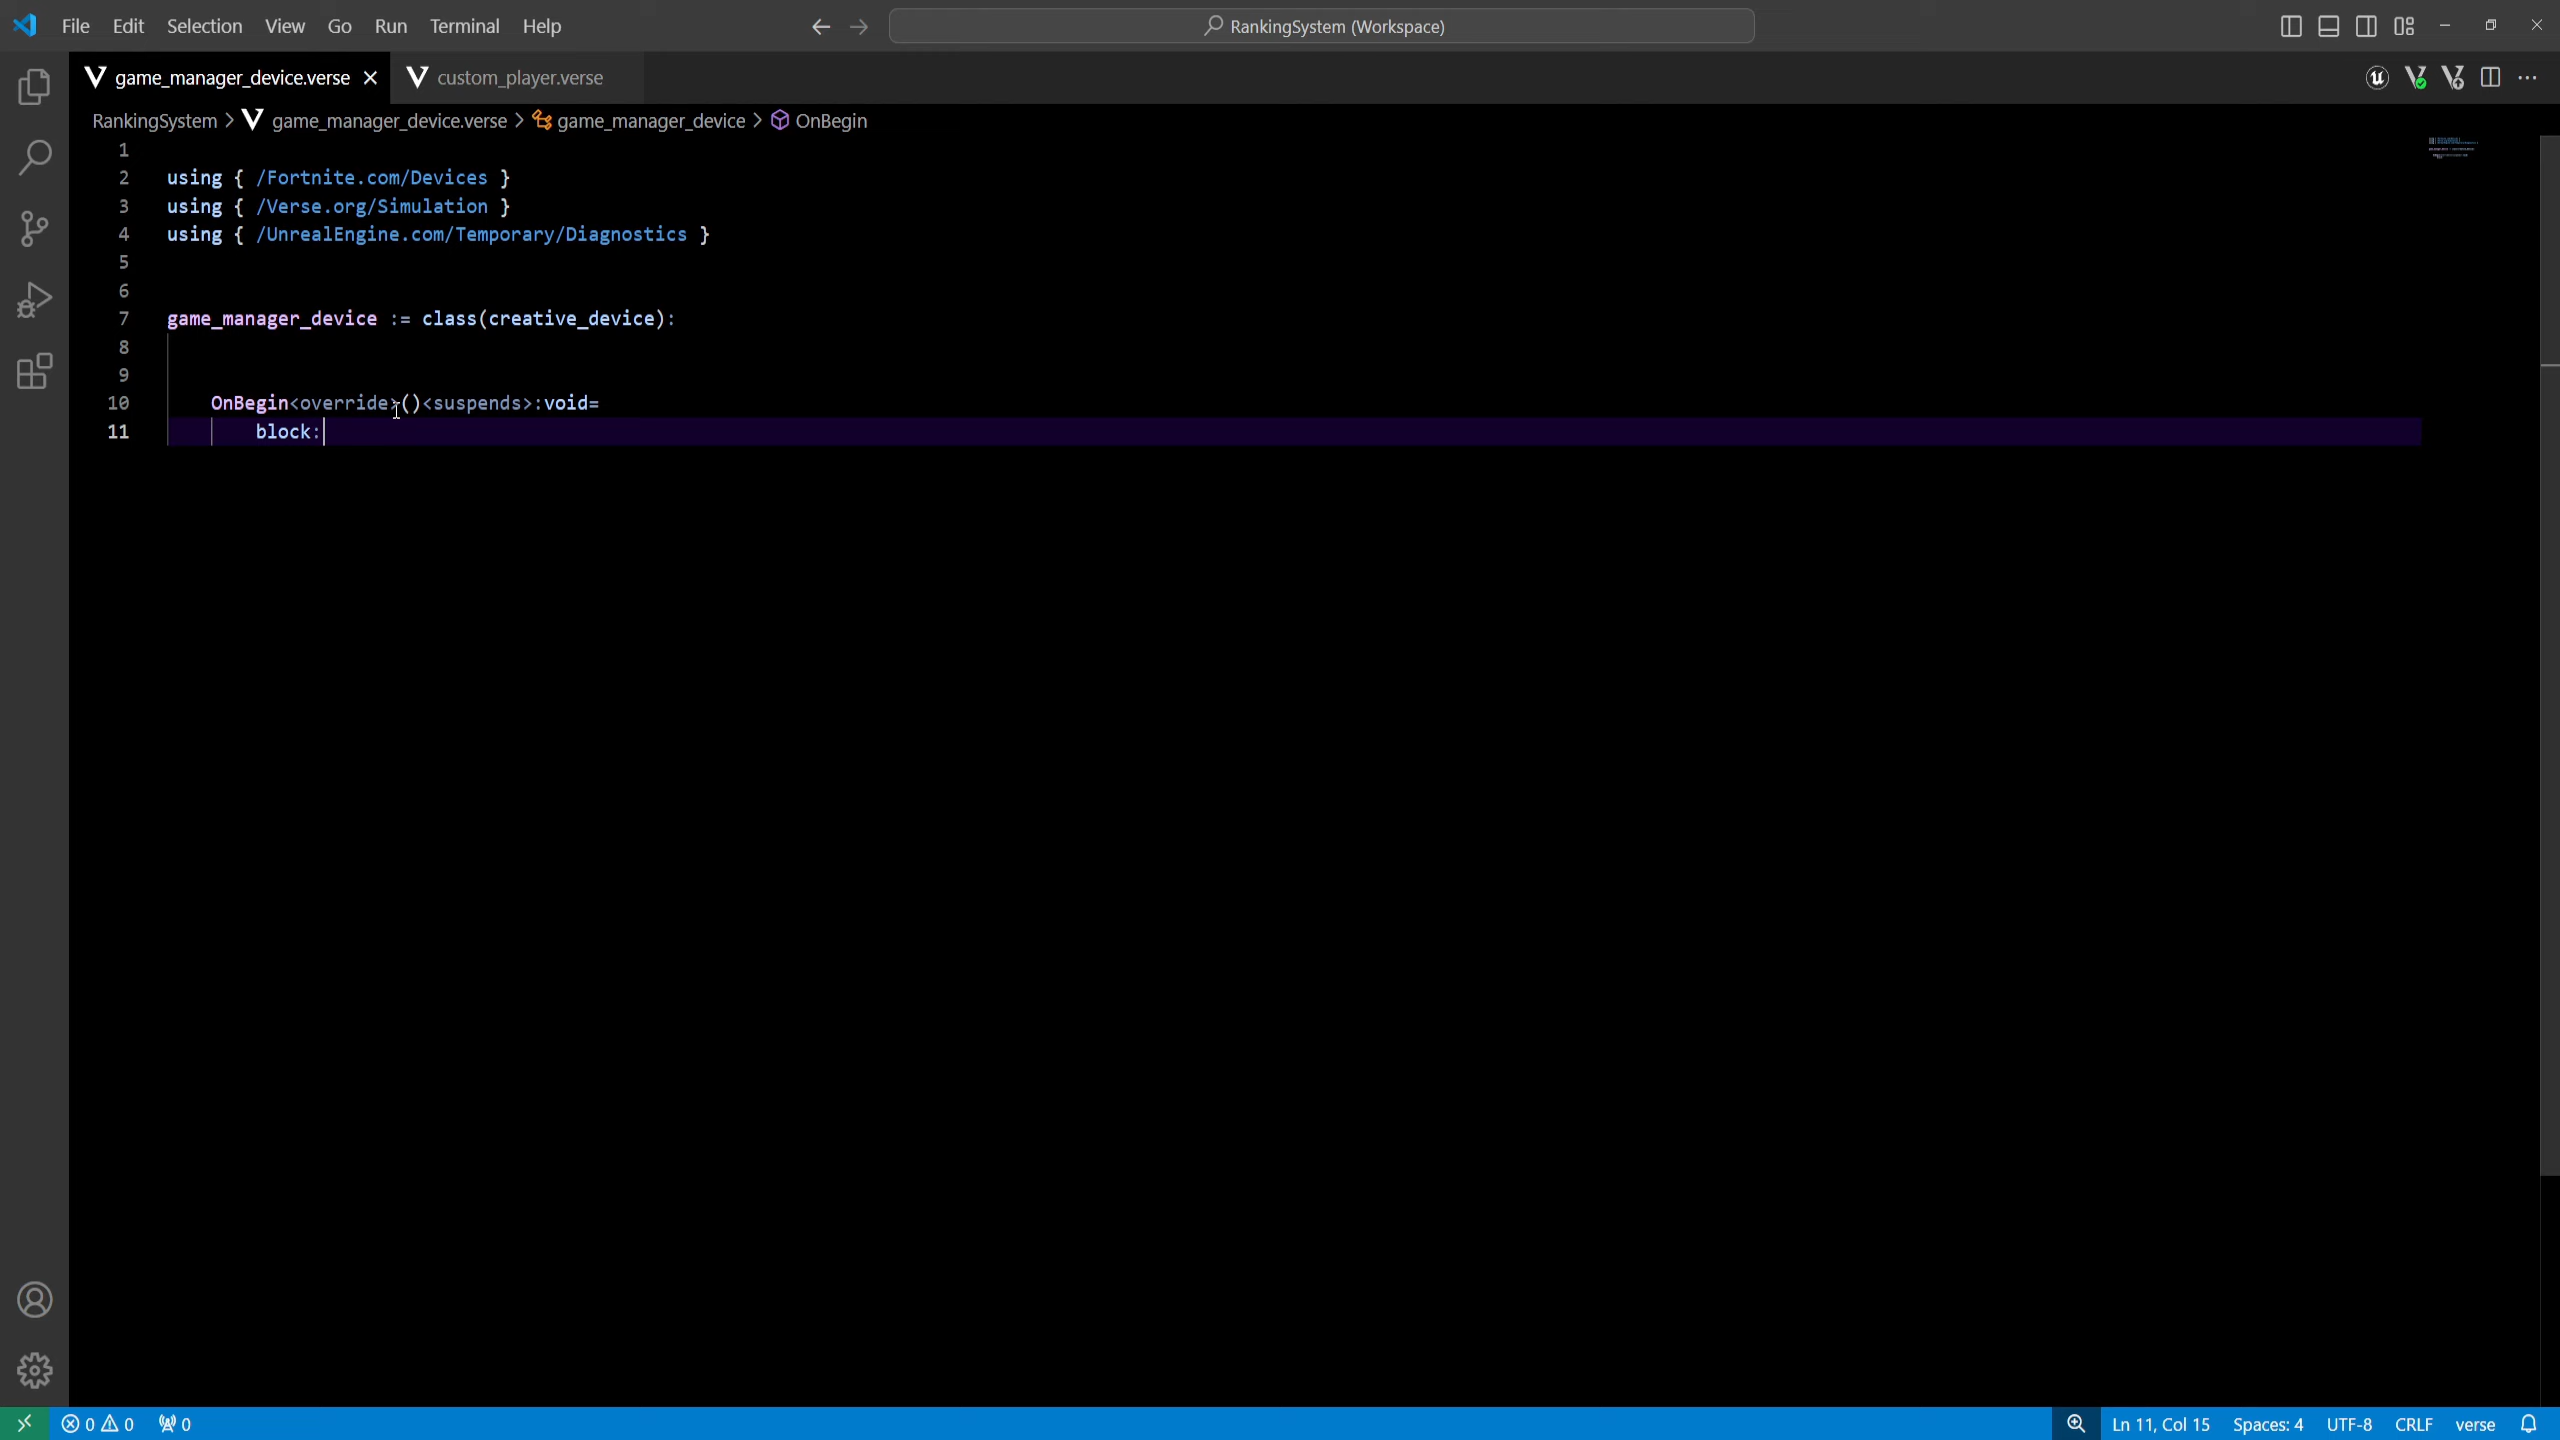 File Edit Selection View Go Run Terminal Help RankingSystem (Workspace)
game_manager_device.verse custom_player.verse
RankingSystem > game_manager_device.verse > game_manager_device > OnBegin
1
2 using { /Fortnite.com/Devices }
3 using { /Verse.org/Simulation }
4 using { /UnrealEngine.com/Temporary/Diagnostics }
5
6
7 game_manager_device := class(creative_device):
8
9
10 OnBegin<override>()<suspends>:void=
11 block:
0 0 0 Ln 11, Col 15 Spaces: 4 UTF-8 CRLF verse